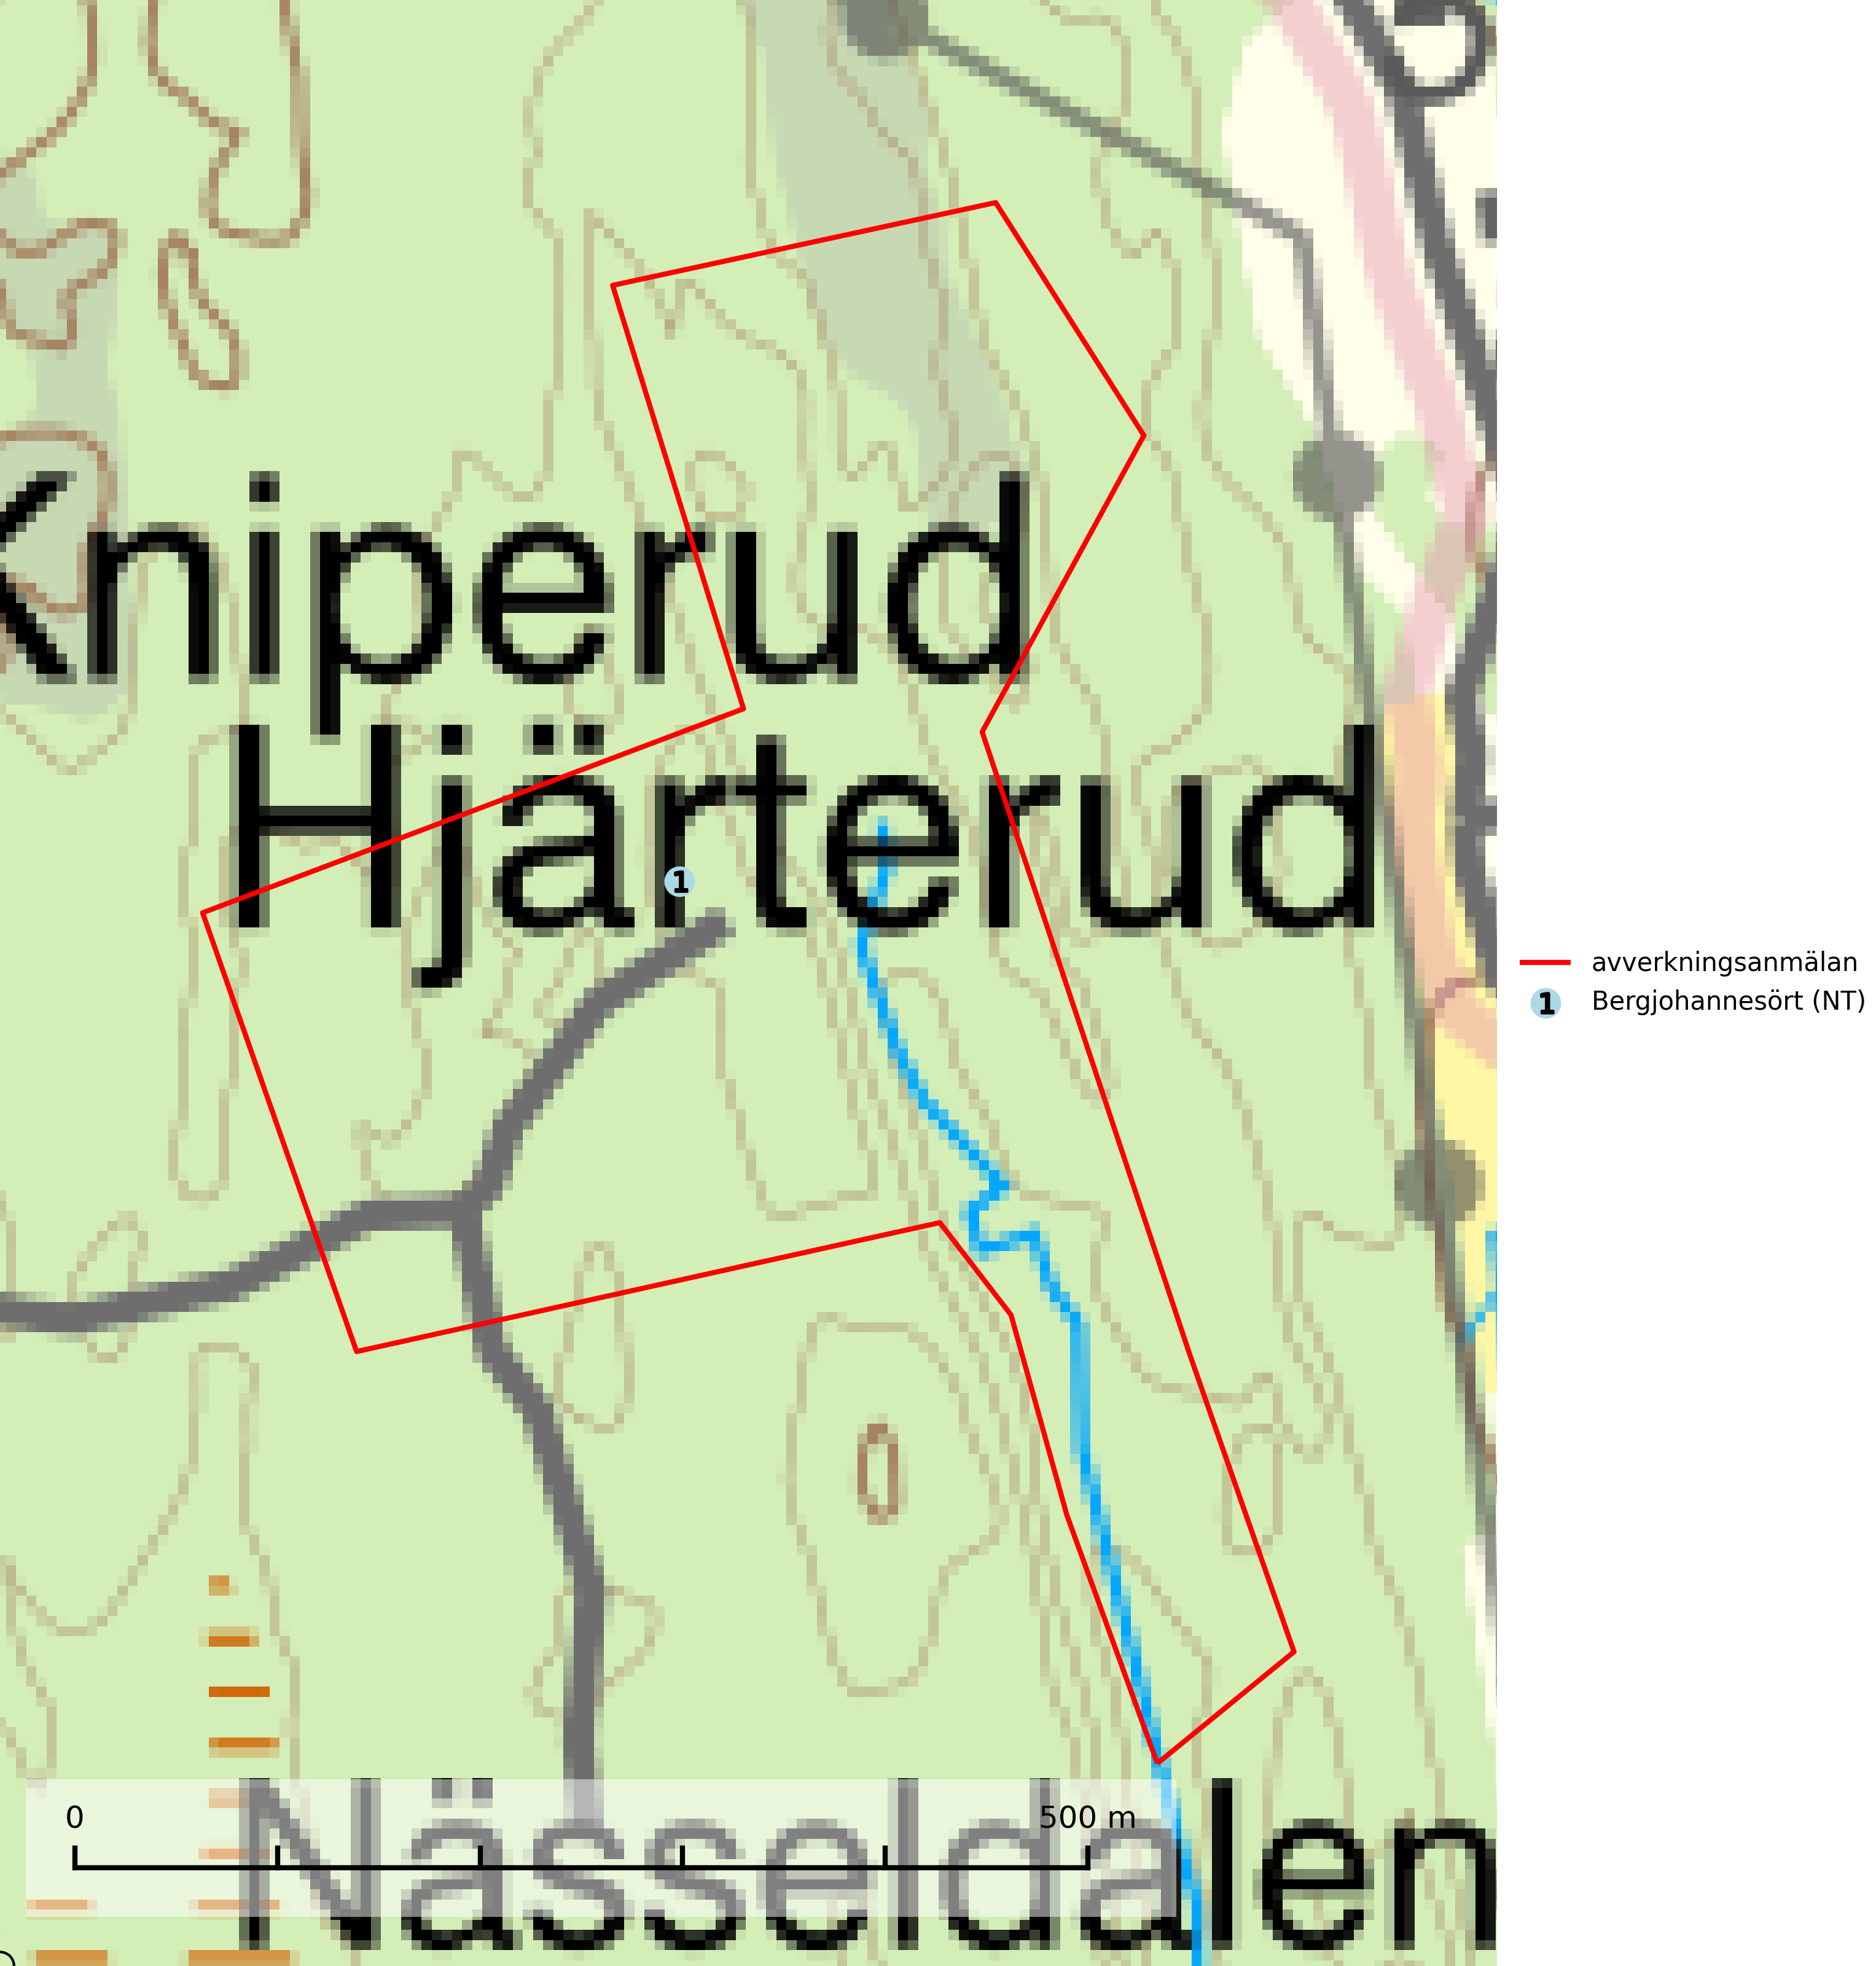 Kniperud
Hjärterud
1
avverkningsanmälan
1 Bergjohannesört (NT)
0 500 m
Nässeldalen